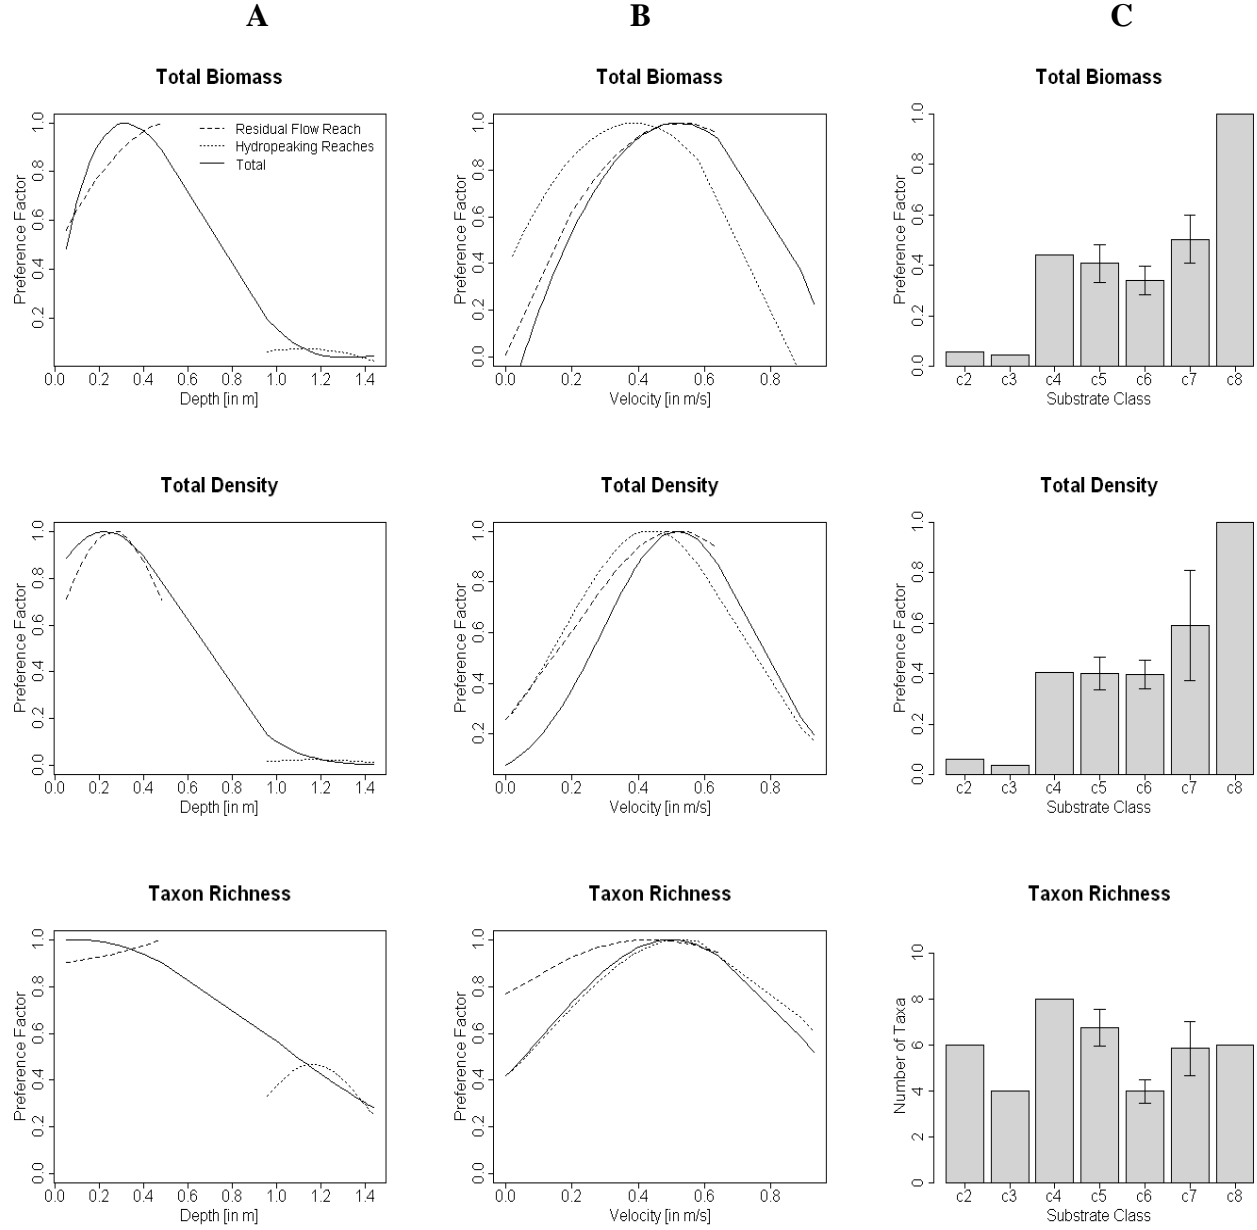 A
B
C
Total Biomass
1.0
0.8
0.6
0.4
0.2
Preference Factor
Residual Flow Reach
Hydropeaking Reaches
Total
0.0 0.2 0.4 0.6 0.8 1.0 1.2 1.4
Depth [in m]
Total Biomass
1.0
0.8
0.6
0.4
0.2
0.0
Preference Factor
0.0 0.2 0.4 0.6 0.8
Velocity [in m/s]
Total Biomass
1.0
0.8
0.6
0.4
0.2
0.0
Preference Factor
c2 c3 c4 c5 c6 c7 c8
Substrate Class
Total Density
1.0
0.8
0.6
0.4
0.2
0.0
Preference Factor
0.0 0.2 0.4 0.6 0.8 1.0 1.2 1.4
Depth [in m]
Total Density
1.0
0.8
0.6
0.4
0.2
Preference Factor
0.0 0.2 0.4 0.6 0.8
Velocity [in m/s]
Total Density
1.0
0.8
0.6
0.4
0.2
0.0
Preference Factor
c2 c3 c4 c5 c6 c7 c8
Substrate Class
Taxon Richness
1.0
0.8
0.6
0.4
0.2
0.0
Preference Factor
0.0 0.2 0.4 0.6 0.8 1.0 1.2 1.4
Depth [in m]
Taxon Richness
1.0
0.8
0.6
0.4
0.2
0.0
Preference Factor
0.0 0.2 0.4 0.6 0.8
Velocity [in m/s]
Taxon Richness
10
8
6
4
2
0
Number of Taxa
c2 c3 c4 c5 c6 c7 c8
Substrate Class